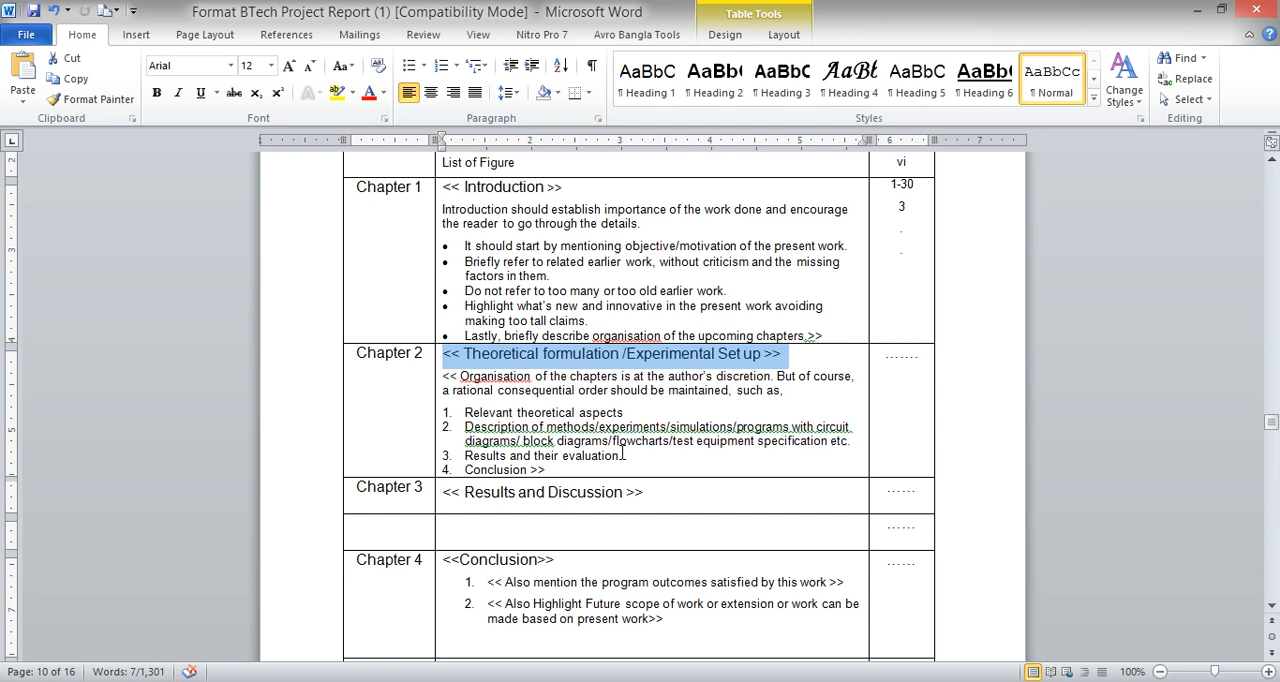 Format BTech Project Report (1) [Compatibility Mode] - Microsoft Word
Table Tools
File Home Insert Page Layout References Mailings Review View Nitro Pro 7 Avro Bangla Tools Design Layout
Paste
Cut
Copy
Format Painter
Clipboard
Arial 12
Font
Paragraph
AaBbC AaBb( AaBbC AaBbC AaBbC AaBbC AaBbCc
¶ Heading 1 ¶ Heading 2 ¶ Heading 3 ¶ Heading 4 ¶ Heading 5 ¶ Heading 6 ¶ Normal
Change
Styles
Styles
Find
Replace
Select
Editing
List of Figure vi
Chapter 1 << Introduction >> 1-30
Introduction should establish importance of the work done and encourage 3
the reader to go through the details. .
• It should start by mentioning objective/motivation of the present work. .
• Briefly refer to related earlier work, without criticism and the missing
factors in them.
• Do not refer to too many or too old earlier work.
• Highlight what's new and innovative in the present work avoiding
making too tall claims.
• Lastly, briefly describe organisation of the upcoming chapters >>
Chapter 2 << Theoretical formulation /Experimental Set up >> .......
<< Organisation of the chapters is at the author's discretion. But of course,
a rational consequential order should be maintained, such as,
1. Relevant theoretical aspects
2. Description of methods/experiments/simulations/programs with circuit
diagrams/ block diagrams/flowcharts/test equipment specification etc.
3. Results and their evaluation.
4. Conclusion >>
Chapter 3 << Results and Discussion >> ......
......
Chapter 4 <<Conclusion>> ......
1. << Also mention the program outcomes satisfied by this work >>
2. << Also Highlight Future scope of work or extension or work can be
made based on present work>>
Page: 10 of 16 Words: 7/1,301 100%